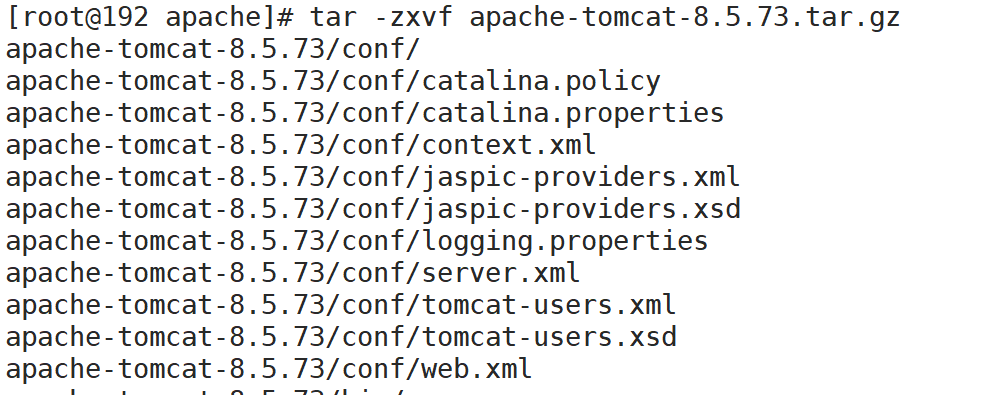 [root@192 apache]# tar -zxvf apache-tomcat-8.5.73.tar.gz
apache-tomcat-8.5.73/conf/
apache-tomcat-8.5.73/conf/catalina.policy
apache-tomcat-8.5.73/conf/catalina.properties
apache-tomcat-8.5.73/conf/context.xml
apache-tomcat-8.5.73/conf/jaspic-providers.xml
apache-tomcat-8.5.73/conf/jaspic-providers.xsd
apache-tomcat-8.5.73/conf/logging.properties
apache-tomcat-8.5.73/conf/server.xml
apache-tomcat-8.5.73/conf/tomcat-users.xml
apache-tomcat-8.5.73/conf/tomcat-users.xsd
apache-tomcat-8.5.73/conf/web.xml